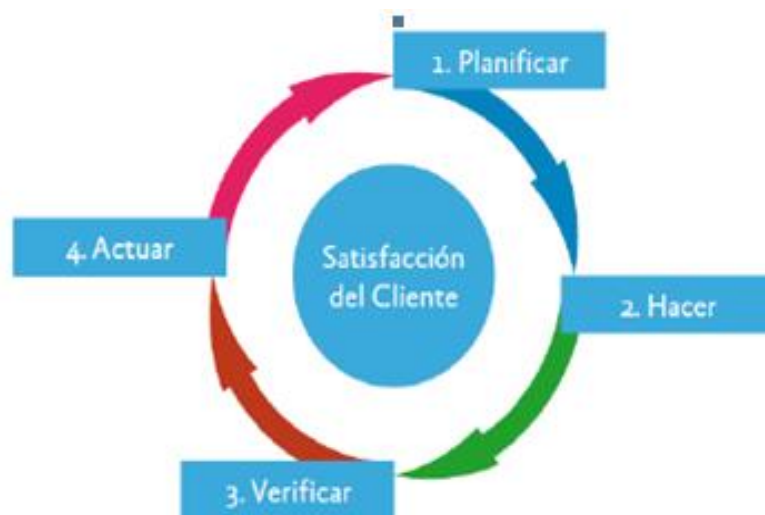 1. Planificar
2. Hacer
3. Verificar
4. Actuar
Satisfacción
del Cliente